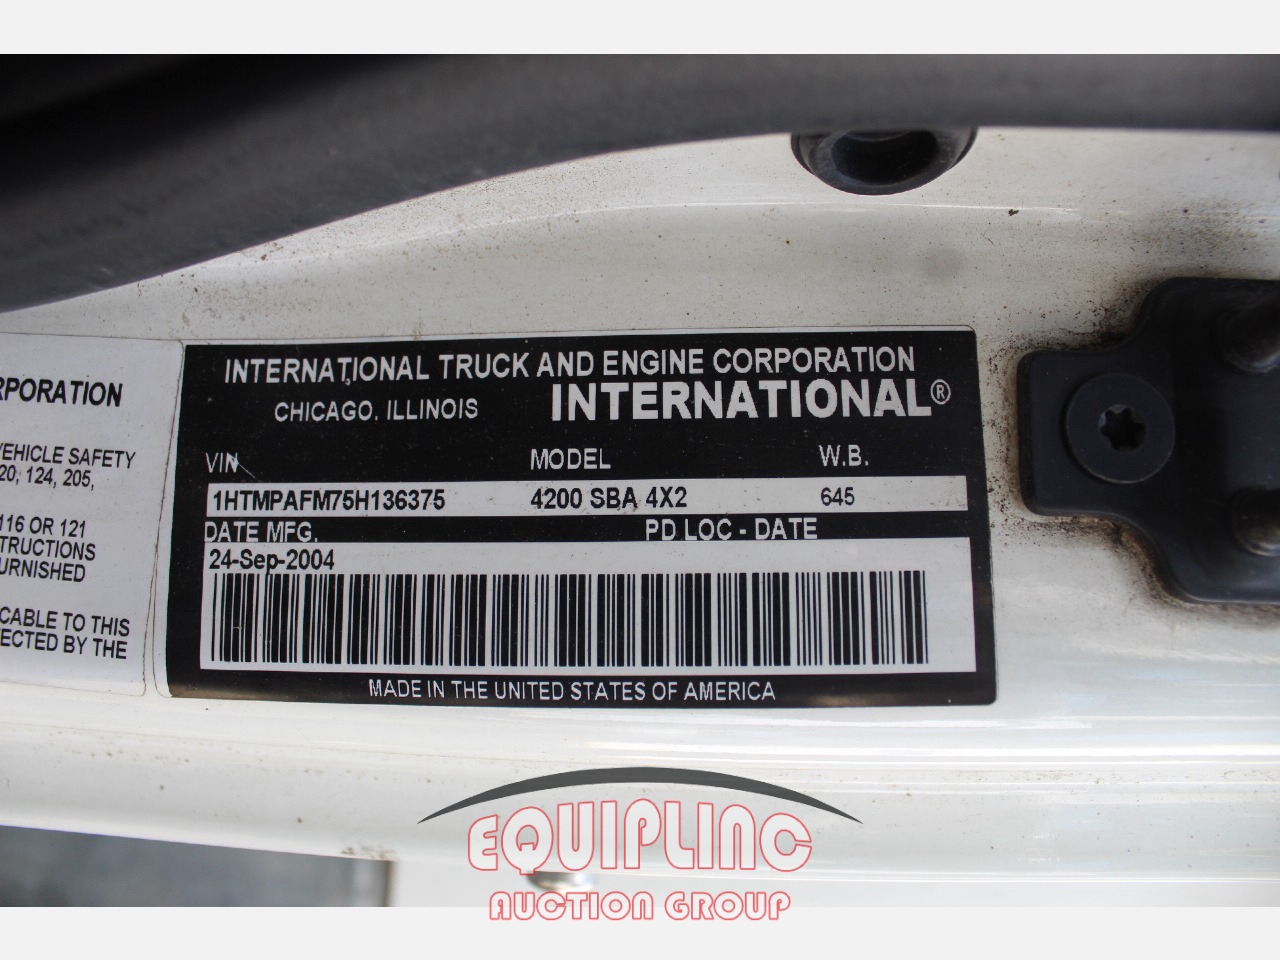 RPORATION
VEHICLE SAFETY
20, 124, 205,
116 OR 121
TRUCTIONS
URNISHED
CABLE TO THIS
ECTED BY THE
INTERNATIONAL TRUCK AND ENGINE CORPORATION
CHICAGO, ILLINOIS INTERNATIONAL®
VIN MODEL W.B.
1HTMPAFM75H136375 4200 SBA 4X2 645
DATE MFG. PD LOC - DATE
24-Sep-2004
MADE IN THE UNITED STATES OF AMERICA
EQUIPLINC
AUCTION GROUP